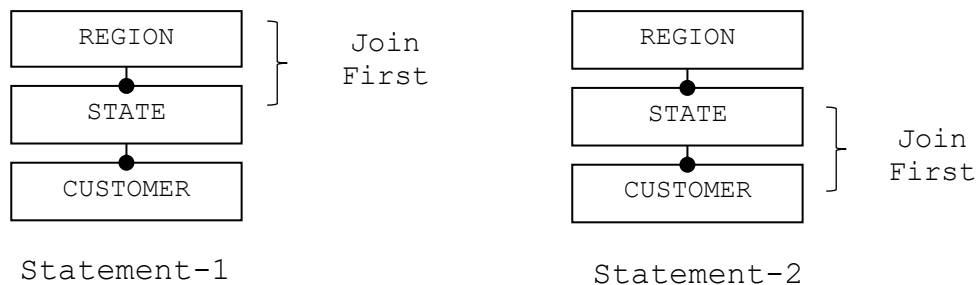 REGION
STATE
CUSTOMER
Join
First
Statement-1
REGION
STATE
CUSTOMER
Join
First
Statement-2